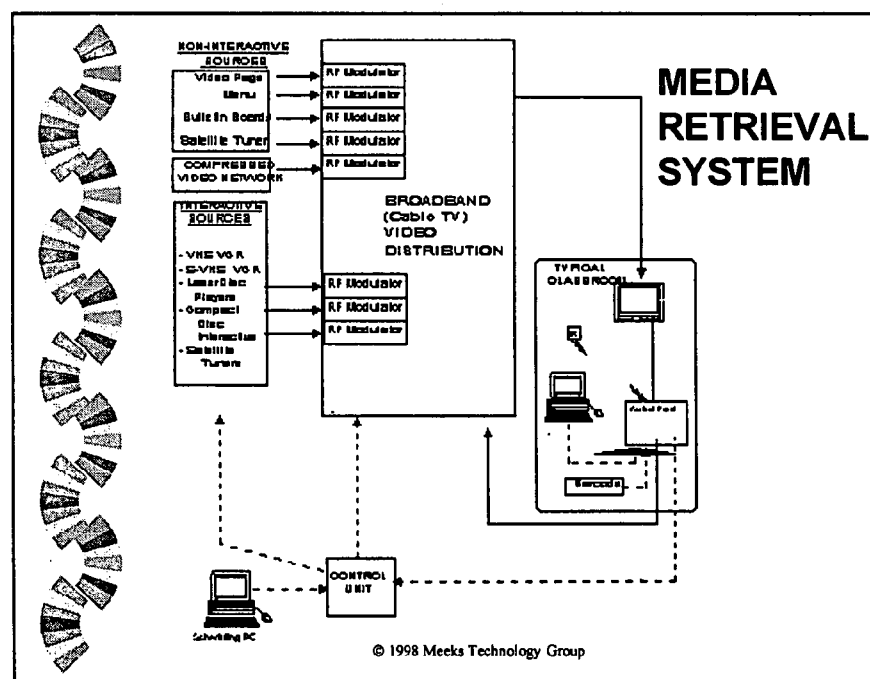 NON-INTERACTIVE
SOURCES
Video Page
Menu
Bulletin Board
Satellite Tuner
COMPRESSED
VIDEO NETWORK
INTERACTIVE
SOURCES
- VHS VCR
- S-VHS VCR
- LaserDisc
Players
- Compact
Disc
Interactive
- Satellite
Tuners
RF Modulator
RF Modulator
RF Modulator
RF Modulator
RF Modulator
BROADBAND
(Cable TV)
VIDEO
DISTRIBUTION
RF Modulator
RF Modulator
RF Modulator
MEDIA
RETRIEVAL
SYSTEM
TYPICAL
CLASSROOM
Panel
Barcode
CONTROL
UNIT
Scheduling PC
© 1998 Meeks Technology Group